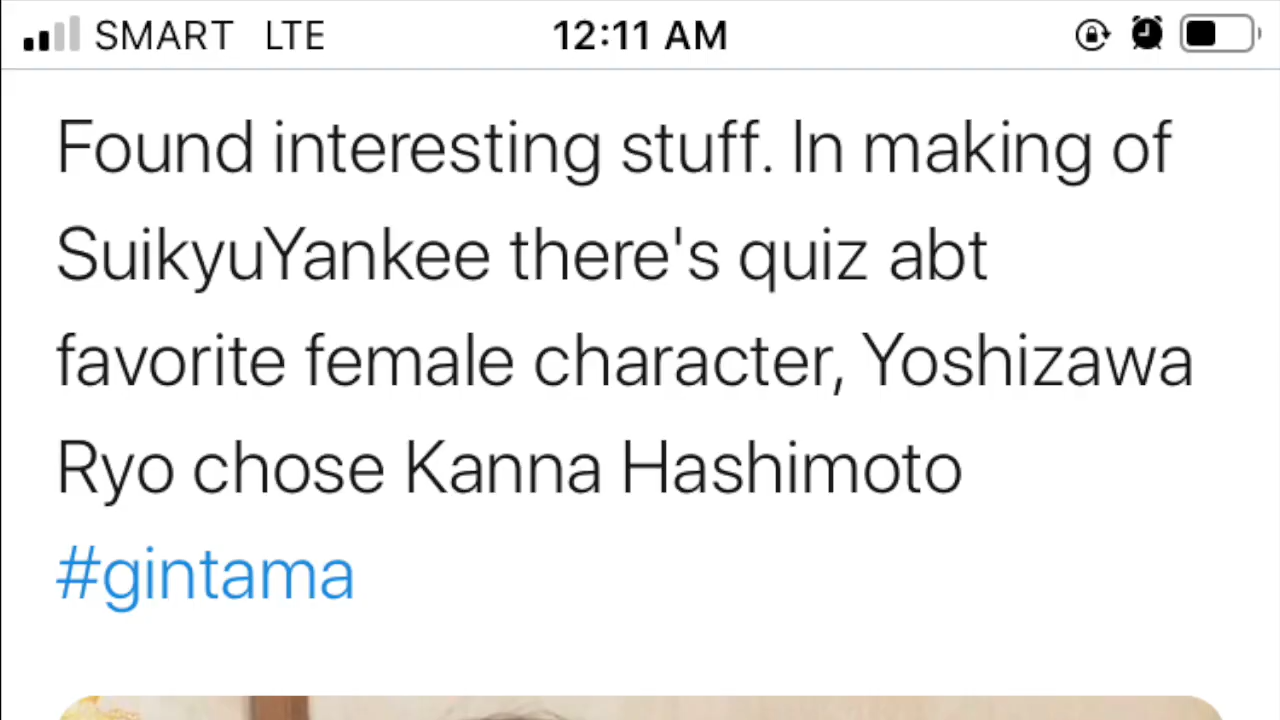 SMART LTE 12:11 AM
Found interesting stuff. In making of
SuikyuYankee there's quiz abt
favorite female character, Yoshizawa
Ryo chose Kanna Hashimoto
#gintama